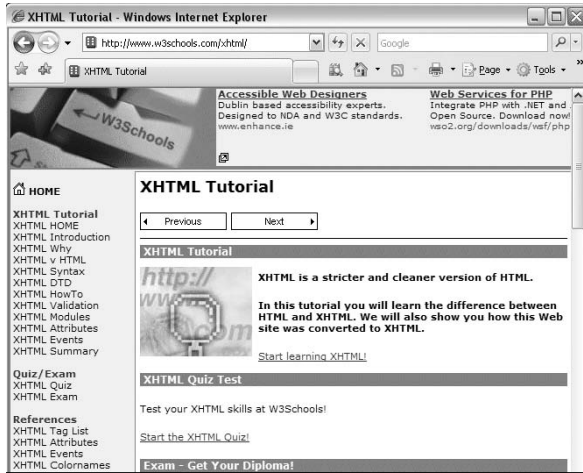 XHTML Tutorial - Windows Internet Explorer
http://www.w3schools.com/xhtml/
Google
XHTML Tutorial
Page
Tools
W3Schools
Accessible Web Designers
Dublin based accessibility experts.
Designed to NDA and W3C standards.
www.enhance.ie
Web Services for PHP
Integrate PHP with .NET and
Open Source. Download now!
wso2.org/downloads/wsf/php
HOME
XHTML Tutorial
XHTML HOME
XHTML Introduction
XHTML Why
XHTML v HTML
XHTML Syntax
XHTML DTD
XHTML HowTo
XHTML Validation
XHTML Modules
XHTML Attributes
XHTML Events
XHTML Summary
Quiz/Exam
XHTML Quiz
XHTML Exam
References
XHTML Tag List
XHTML Attributes
XHTML Events
XHTML Colornames
XHTML Tutorial
Previous
Next
XHTML Tutorial
http://
XHTML is a stricter and cleaner version of HTML.
In this tutorial you will learn the difference between
HTML and XHTML. We will also show you how this Web
site was converted to XHTML.
Start learning XHTML!
XHTML Quiz Test
Test your XHTML skills at W3Schools!
Start the XHTML Quiz!
Exam - Get Your Diploma!